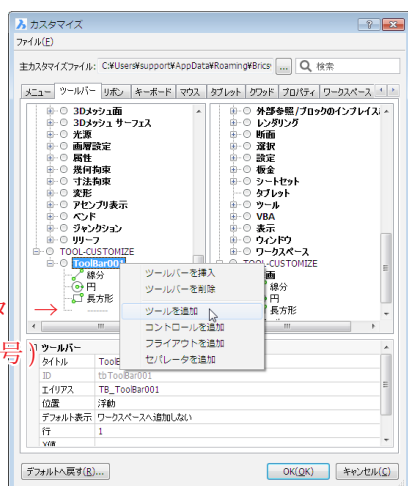 カスタマイズ
ファイル(F)
主カスタマイズファイル: C:¥Users¥support¥AppData¥Roaming¥Brics ... 検索
メニュー ツールバー リボン キーボード マウス タブレット クワッド プロパティ ワークスペース
3Dメッシュ面
3Dメッシュ サーフェス
光源
画層設定
属性
幾何拘束
寸法拘束
変形
アセンブリ表示
ベンド
ジャンクション
リリーフ
TOOL-CUSTOMIZE
ToolBar001
線分
円
長方形
外部参照/ブロックのインプレイス
レンダリング
断面
選択
設定
板金
シートセット
タブレット
ツール
VBA
表示
ウィンドウ
ワークスペース
TOOL-CUSTOMIZE
画
線分
円
長方形
ツールバーを挿入
ツールバーを削除
ツールを追加
コントロールを追加
フライアウトを追加
セパレータを追加
号)
ツールバー
タイトル
ID tbToolBar001
エイリアス TB_ToolBar001
位置 浮動
デフォルト表示 ワークスペースへ追加しない
行 1
デフォルトへ戻す(R)... OK(OK) キャンセル(C)